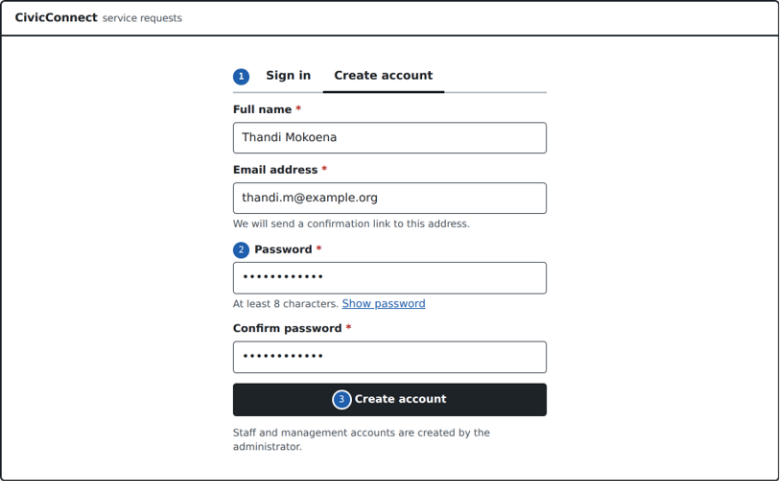 CivicConnect service requests
1 Sign in Create account
Full name *
Thandi Mokoena
Email address *
thandi.m@example.org
We will send a confirmation link to this address.
2 Password *
••••••••••••
At least 8 characters. Show password
Confirm password *
••••••••••••
3 Create account
Staff and management accounts are created by the
administrator.